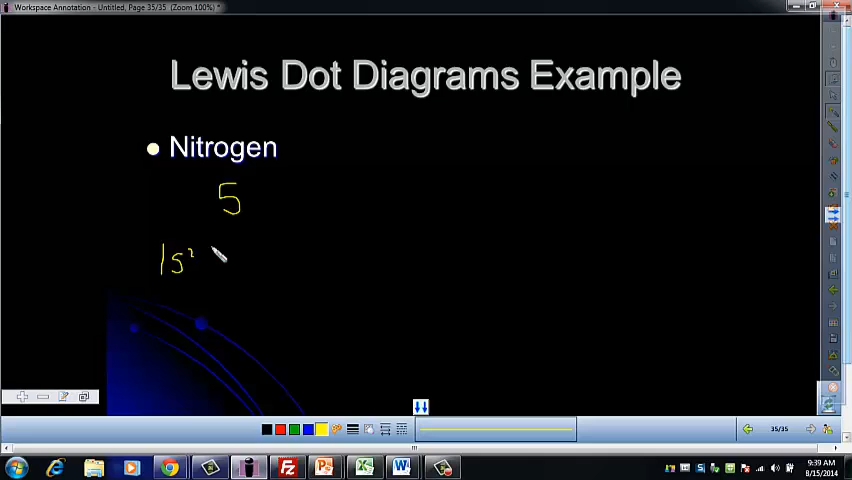 Workspace Annotation - Untitled, Page 35/35 (Zoom 100%) *
Lewis Dot Diagrams Example
Nitrogen
5
1s²
35/35
9:39 AM
8/15/2014